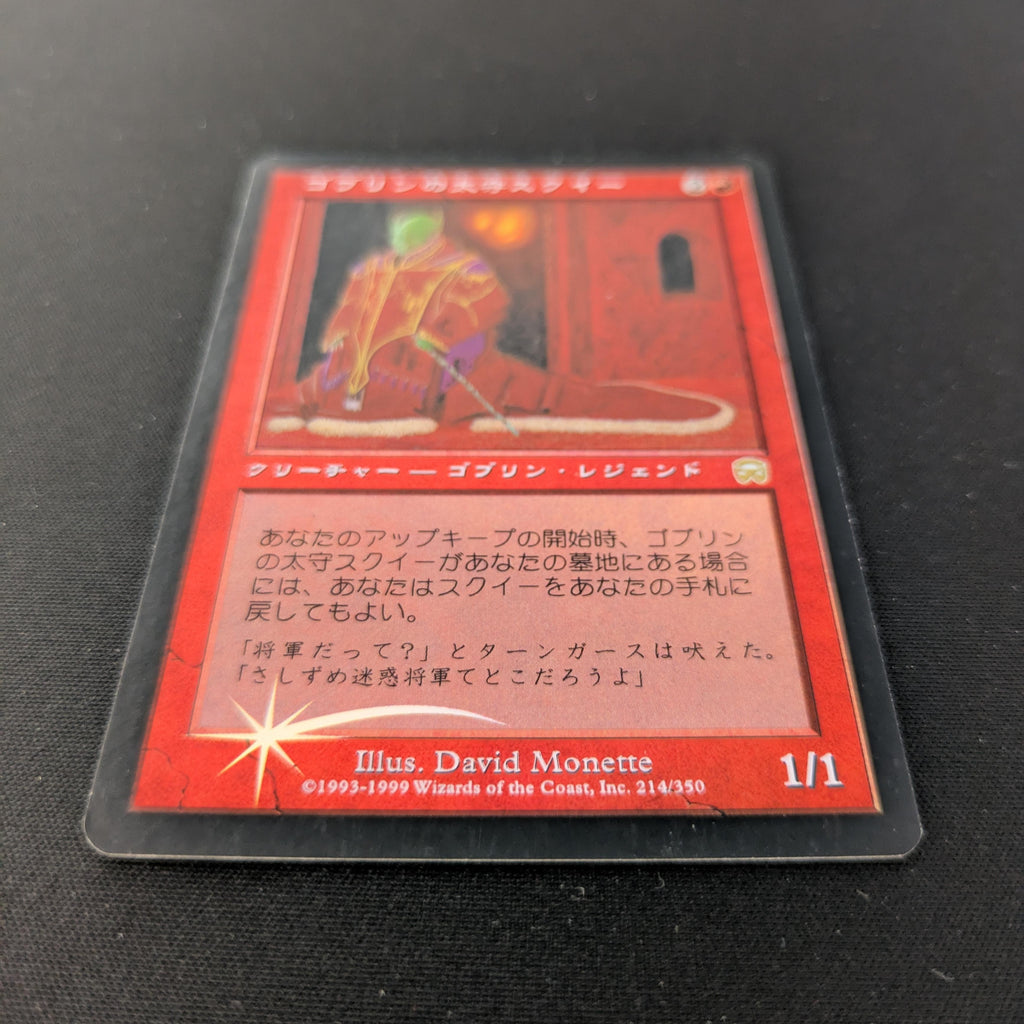 ゴブリンの太守スクイー
クリーチャー — ゴブリン・レジェンド
あなたのアップキープの開始時、ゴブリン
の太守スクイーがあなたの墓地にある場合
には、あなたはスクイーをあなたの手札に
戻してもよい。
「将軍だって?」とターンガースは吠えた。
「さしずめ迷惑将軍てとこだろうよ」
Illus. David Monette
1/1
©1993-1999 Wizards of the Coast, Inc. 214/350